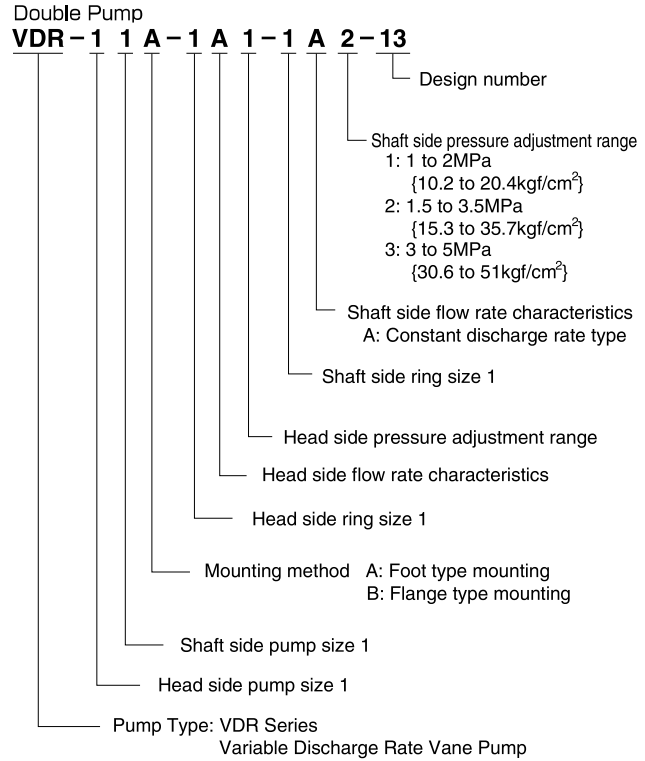 Double Pump
VDR-1 1 A-1 A 1-1 A 2-13
Design number
Shaft side pressure adjustment range
1: 1 to 2MPa
{10.2 to 20.4kgf/cm²}
2: 1.5 to 3.5MPa
{15.3 to 35.7kgf/cm²}
3: 3 to 5MPa
{30.6 to 51kgf/cm²}
Shaft side flow rate characteristics
A: Constant discharge rate type
Shaft side ring size 1
Head side pressure adjustment range
Head side flow rate characteristics
Head side ring size 1
Mounting method A: Foot type mounting
B: Flange type mounting
Shaft side pump size 1
Head side pump size 1
Pump Type: VDR Series
Variable Discharge Rate Vane Pump